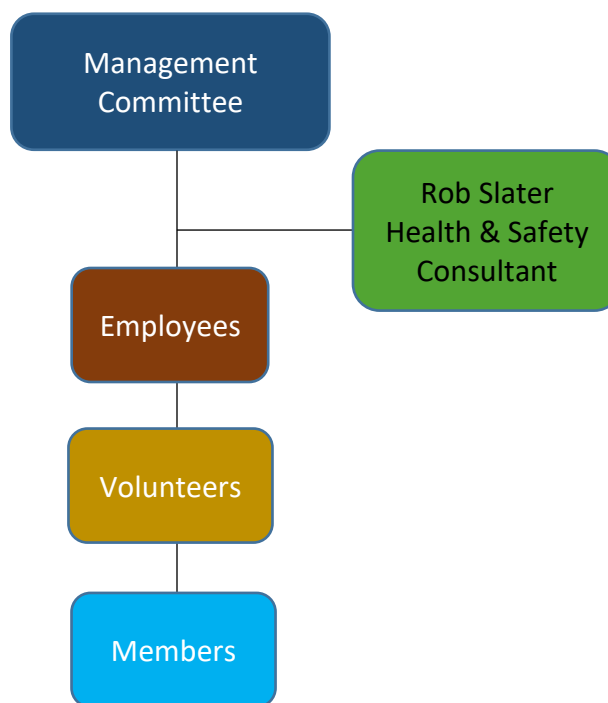 Management
Committee
Rob Slater
Health & Safety
Consultant
Employees
Volunteers
Members